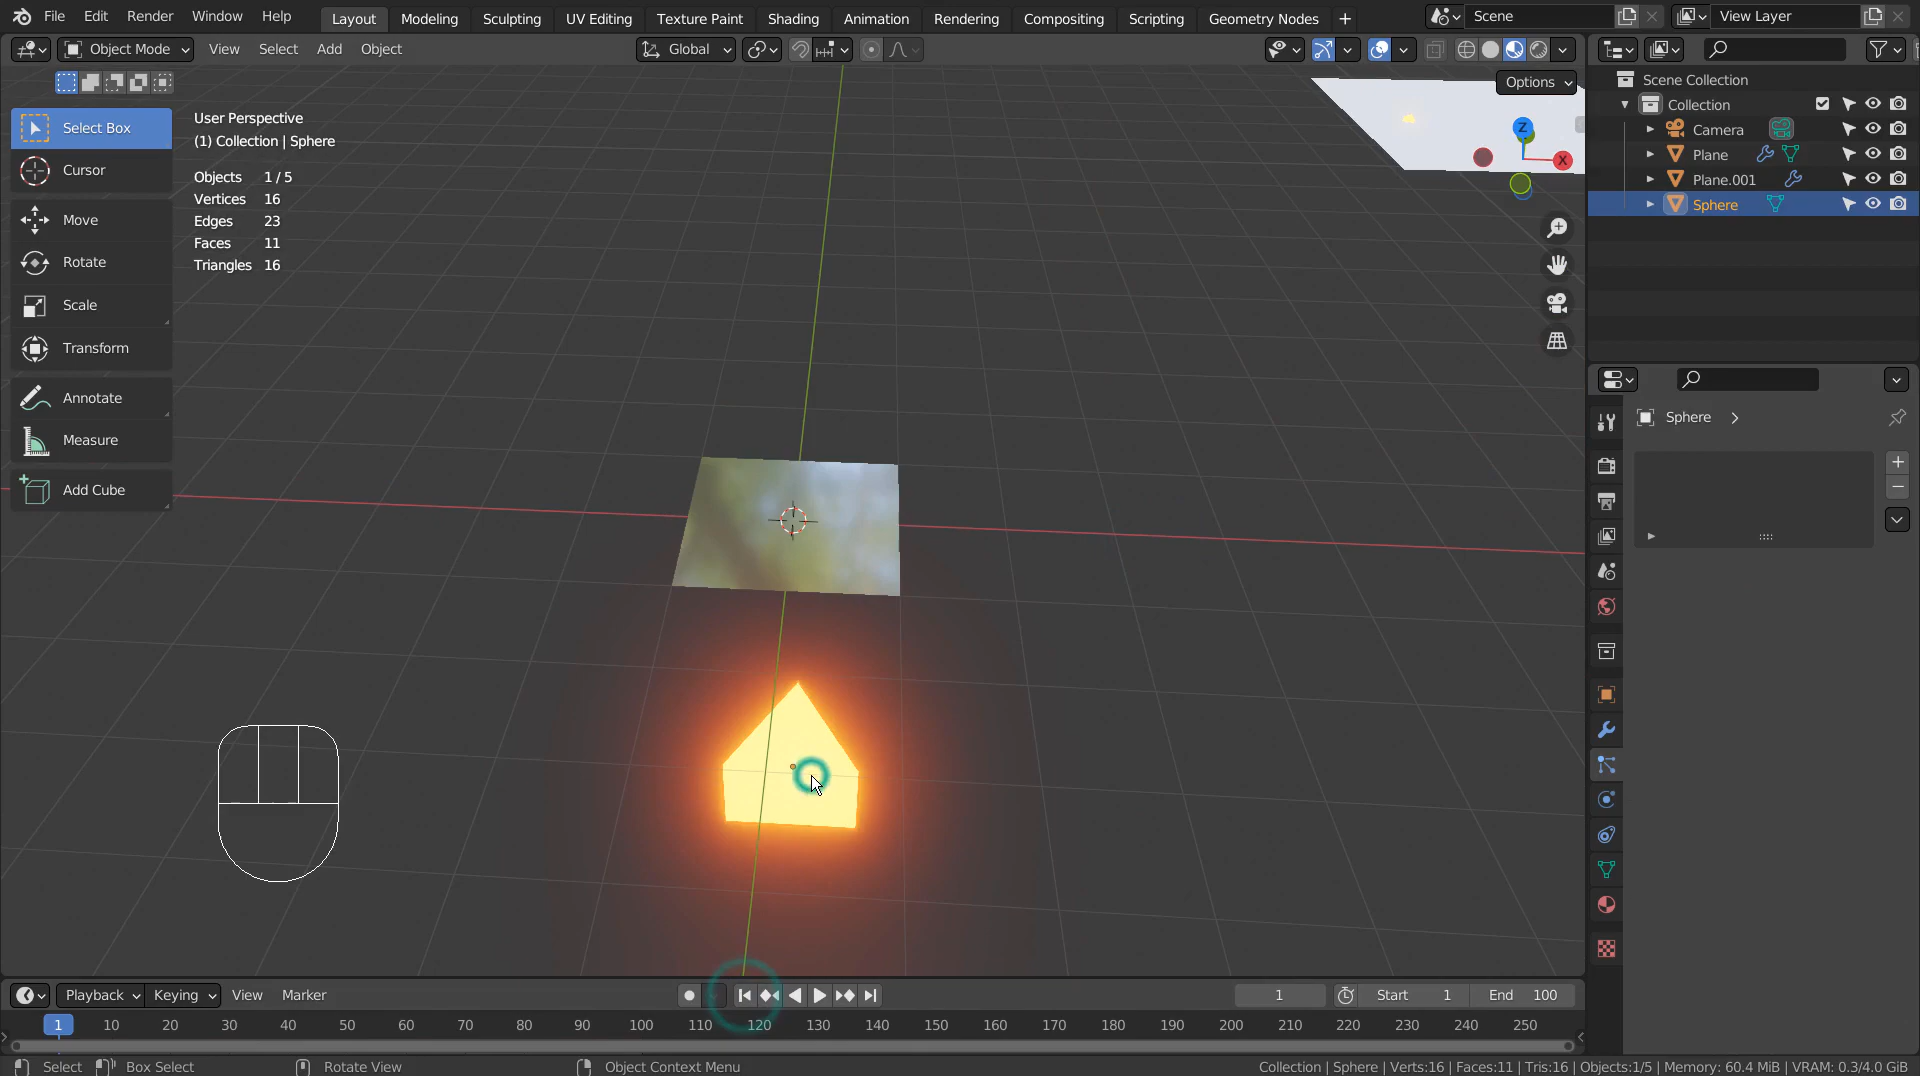 File Edit Render Window Help Layout Modeling Sculpting UV Editing Texture Paint Shading Animation Rendering Compositing Scripting Geometry Nodes + Scene View Layer
Object Mode View Select Add Object Global
Options
Select Box
Cursor
Move
Rotate
Scale
Transform
Annotate
Measure
Add Cube
User Perspective
(1) Collection | Sphere
Objects 1 / 5
Vertices 16
Edges 23
Faces 11
Triangles 16
Z
X
Scene Collection
Collection
Camera
Plane
Plane.001
Sphere
Sphere
Playback Keying View Marker 1 Start 1 End 100
1 10 20 30 40 50 60 70 80 90 100 110 120 130 140 150 160 170 180 190 200 210 220 230 240 250
Select Box Select Rotate View Object Context Menu Collection | Sphere | Verts:16 | Faces:11 | Tris:16 | Objects:1/5 | Memory: 60.4 MiB | VRAM: 0.3/4.0 GiB